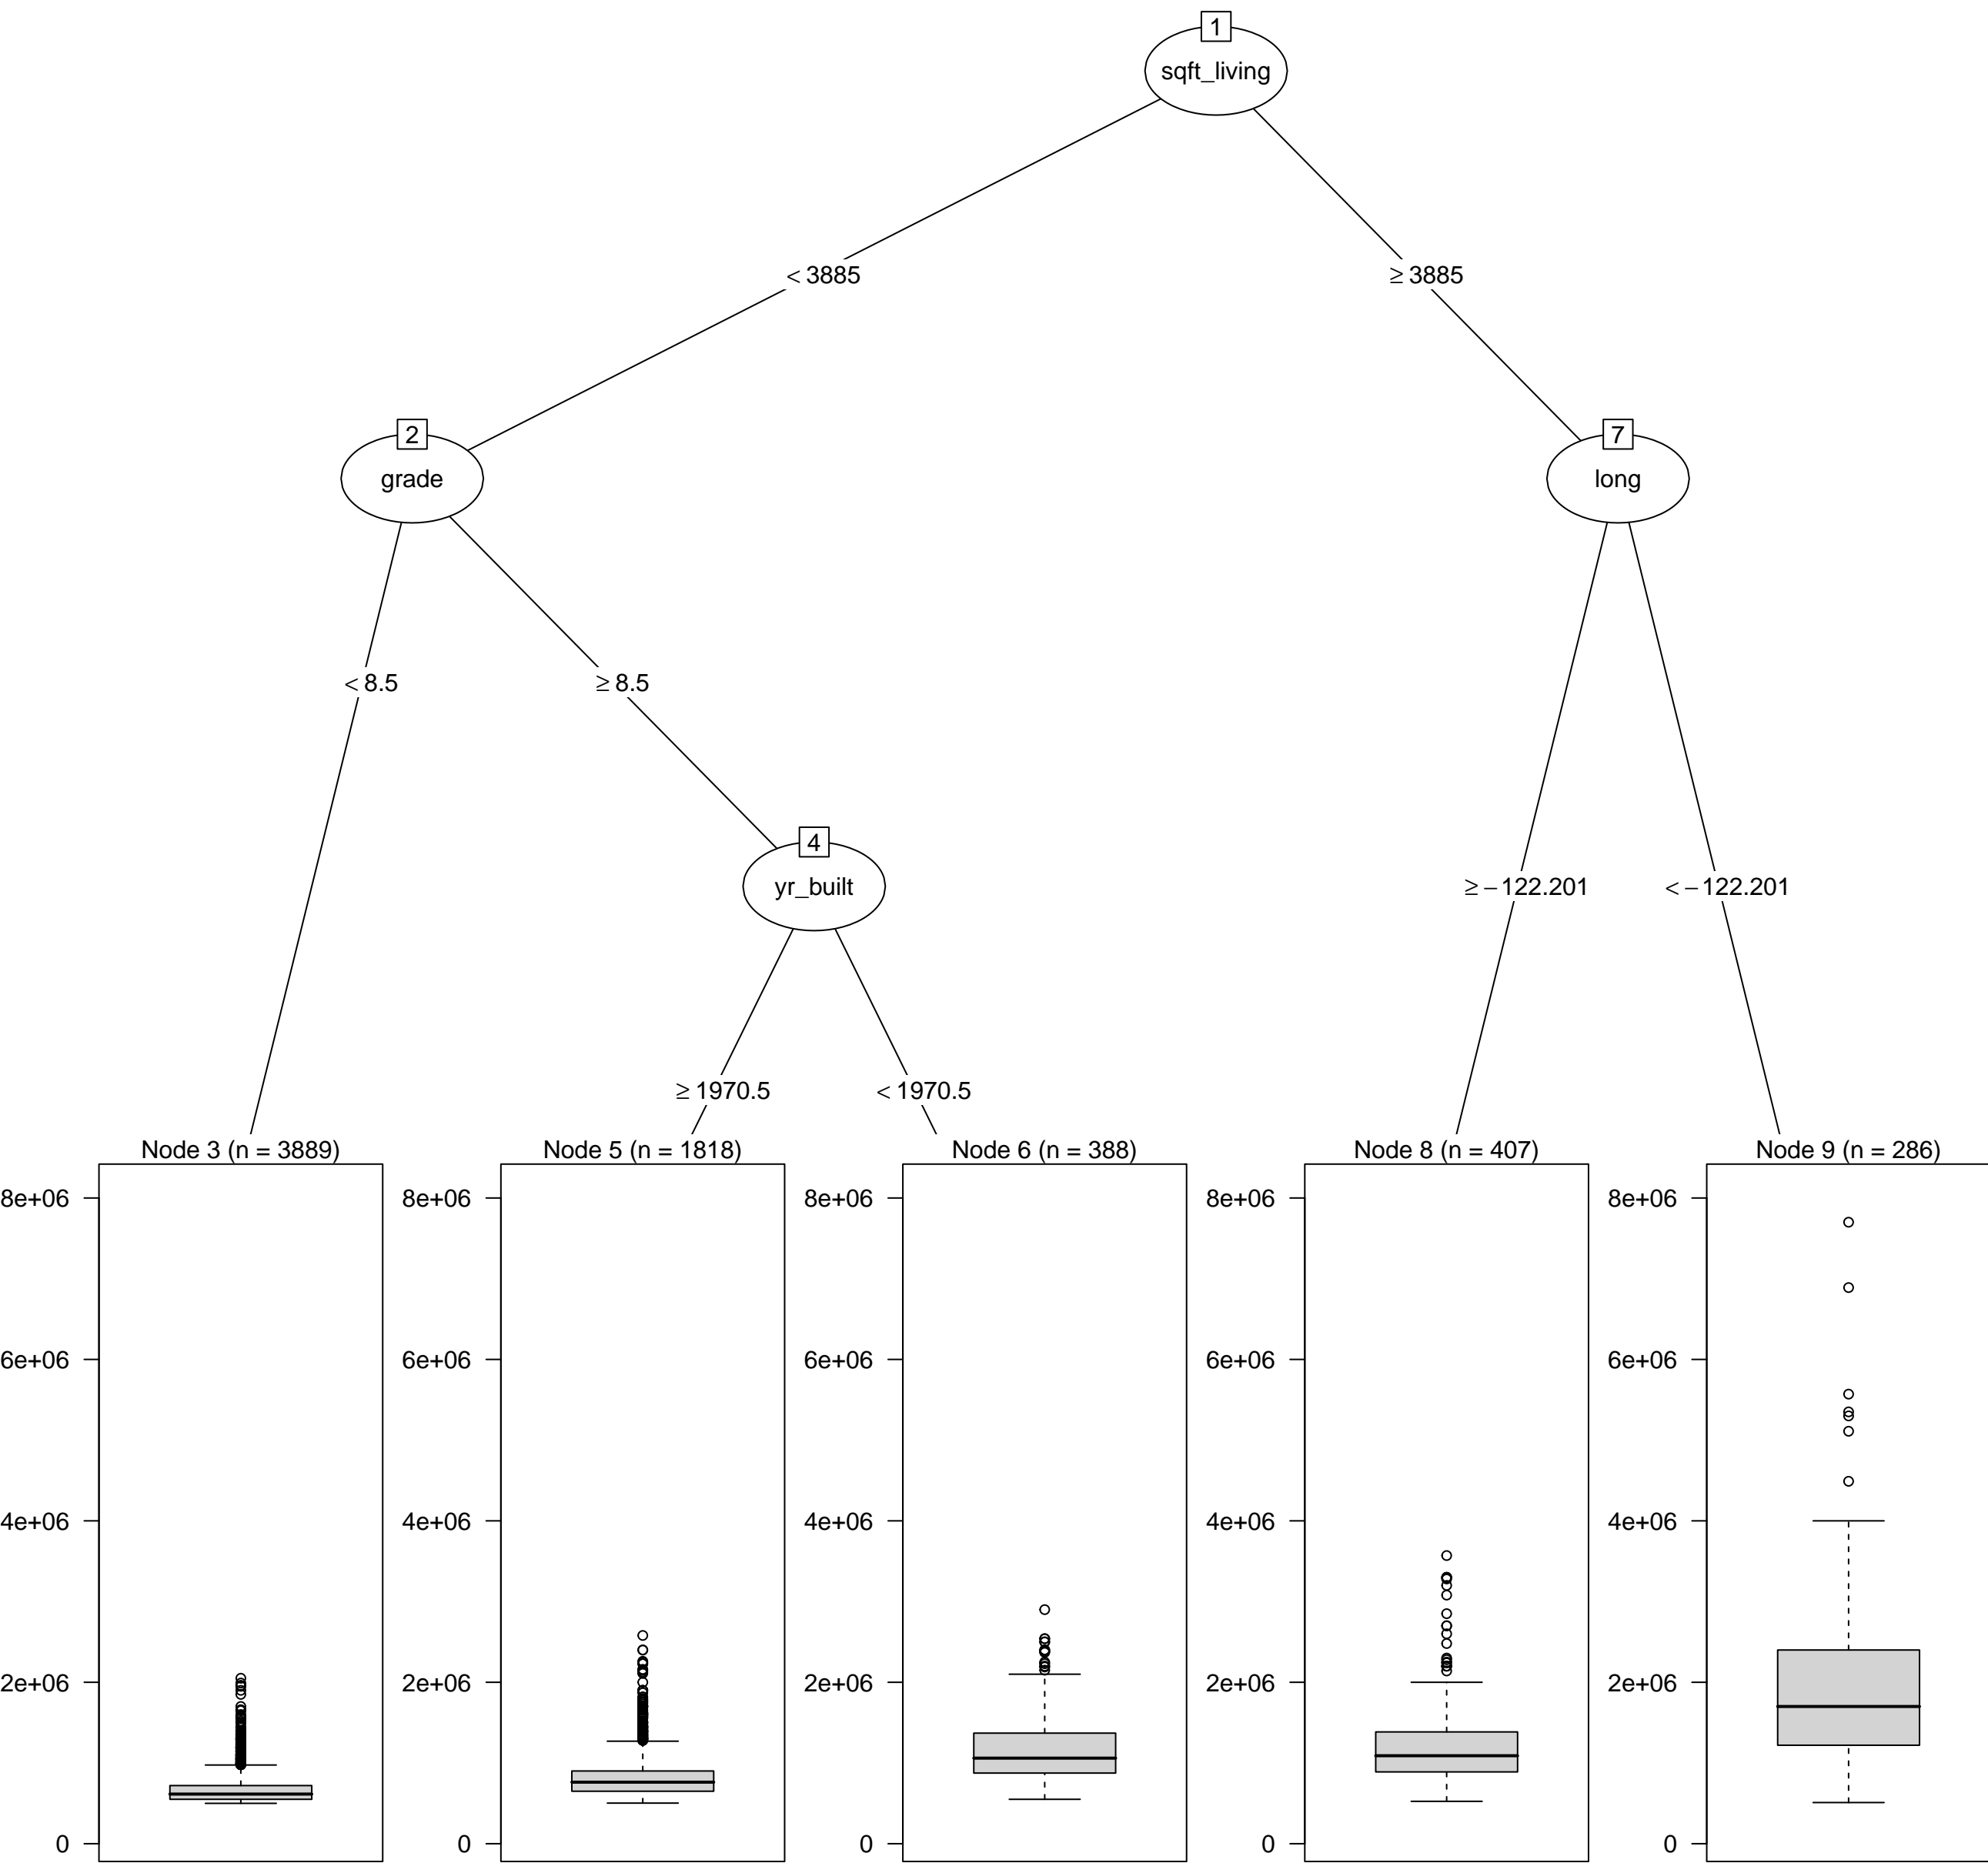 1
sqft_living
< 3885
≥ 3885
2
grade
7
long
< 8.5
≥ 8.5
4
yr_built
≥ −122.201
< −122.201
≥ 1970.5
< 1970.5
Node 3 (n = 3889)
8e+06
6e+06
4e+06
2e+06
0
Node 5 (n = 1818)
8e+06
6e+06
4e+06
2e+06
0
Node 6 (n = 388)
8e+06
6e+06
4e+06
2e+06
0
Node 8 (n = 407)
8e+06
6e+06
4e+06
2e+06
0
Node 9 (n = 286)
8e+06
6e+06
4e+06
2e+06
0